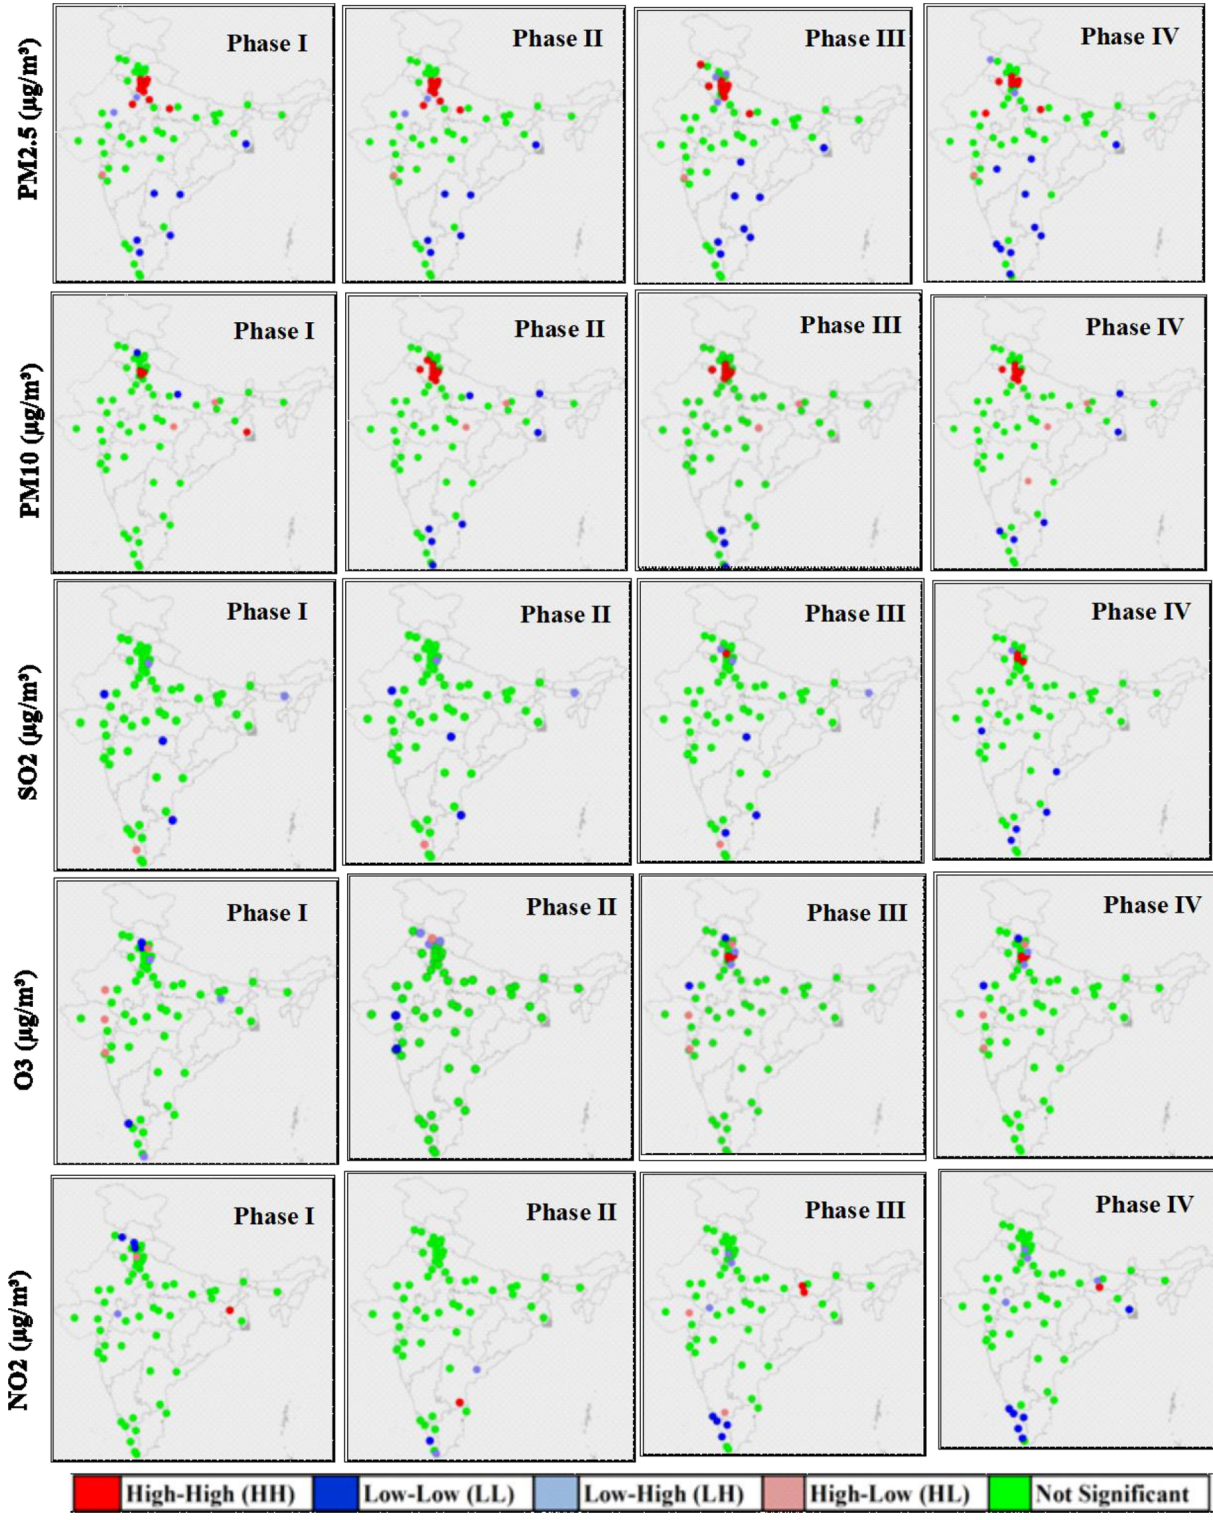 PM2.5 (µg/m³)
Phase I
Phase II
Phase III
Phase IV
PM10 (µg/m³)
Phase I
Phase II
Phase III
Phase IV
SO2 (µg/m³)
Phase I
Phase II
Phase III
Phase IV
O3 (µg/m³)
Phase I
Phase II
Phase III
Phase IV
NO2 (µg/m³)
Phase I
Phase II
Phase III
Phase IV
High-High (HH) Low-Low (LL) Low-High (LH) High-Low (HL) Not Significant